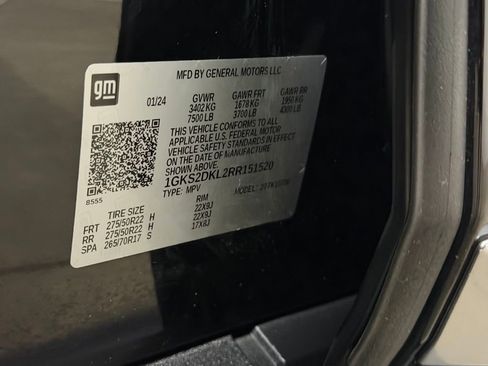 MFD BY GENERAL MOTORS LLC
gm
01/24 GVWR GAWR FRT GAWR RR
3402 KG 1678 KG 1950 KG
7500 LB 3700 LB 4300 LB
THIS VEHICLE CONFORMS TO ALL
APPLICABLE U.S. FEDERAL MOTOR
VEHICLE SAFETY STANDARDS IN EFFECT
ON THE DATE OF MANUFACTURE
SHOWN ABOVE.
1GKS2DKL2RR151520
TYPE: MPV
8555
TIRE SIZE RIM
FRT 275/50R22 H 22X9J
RR 275/50R22 H 22X9J
SPA 265/70R17 S 17X8J